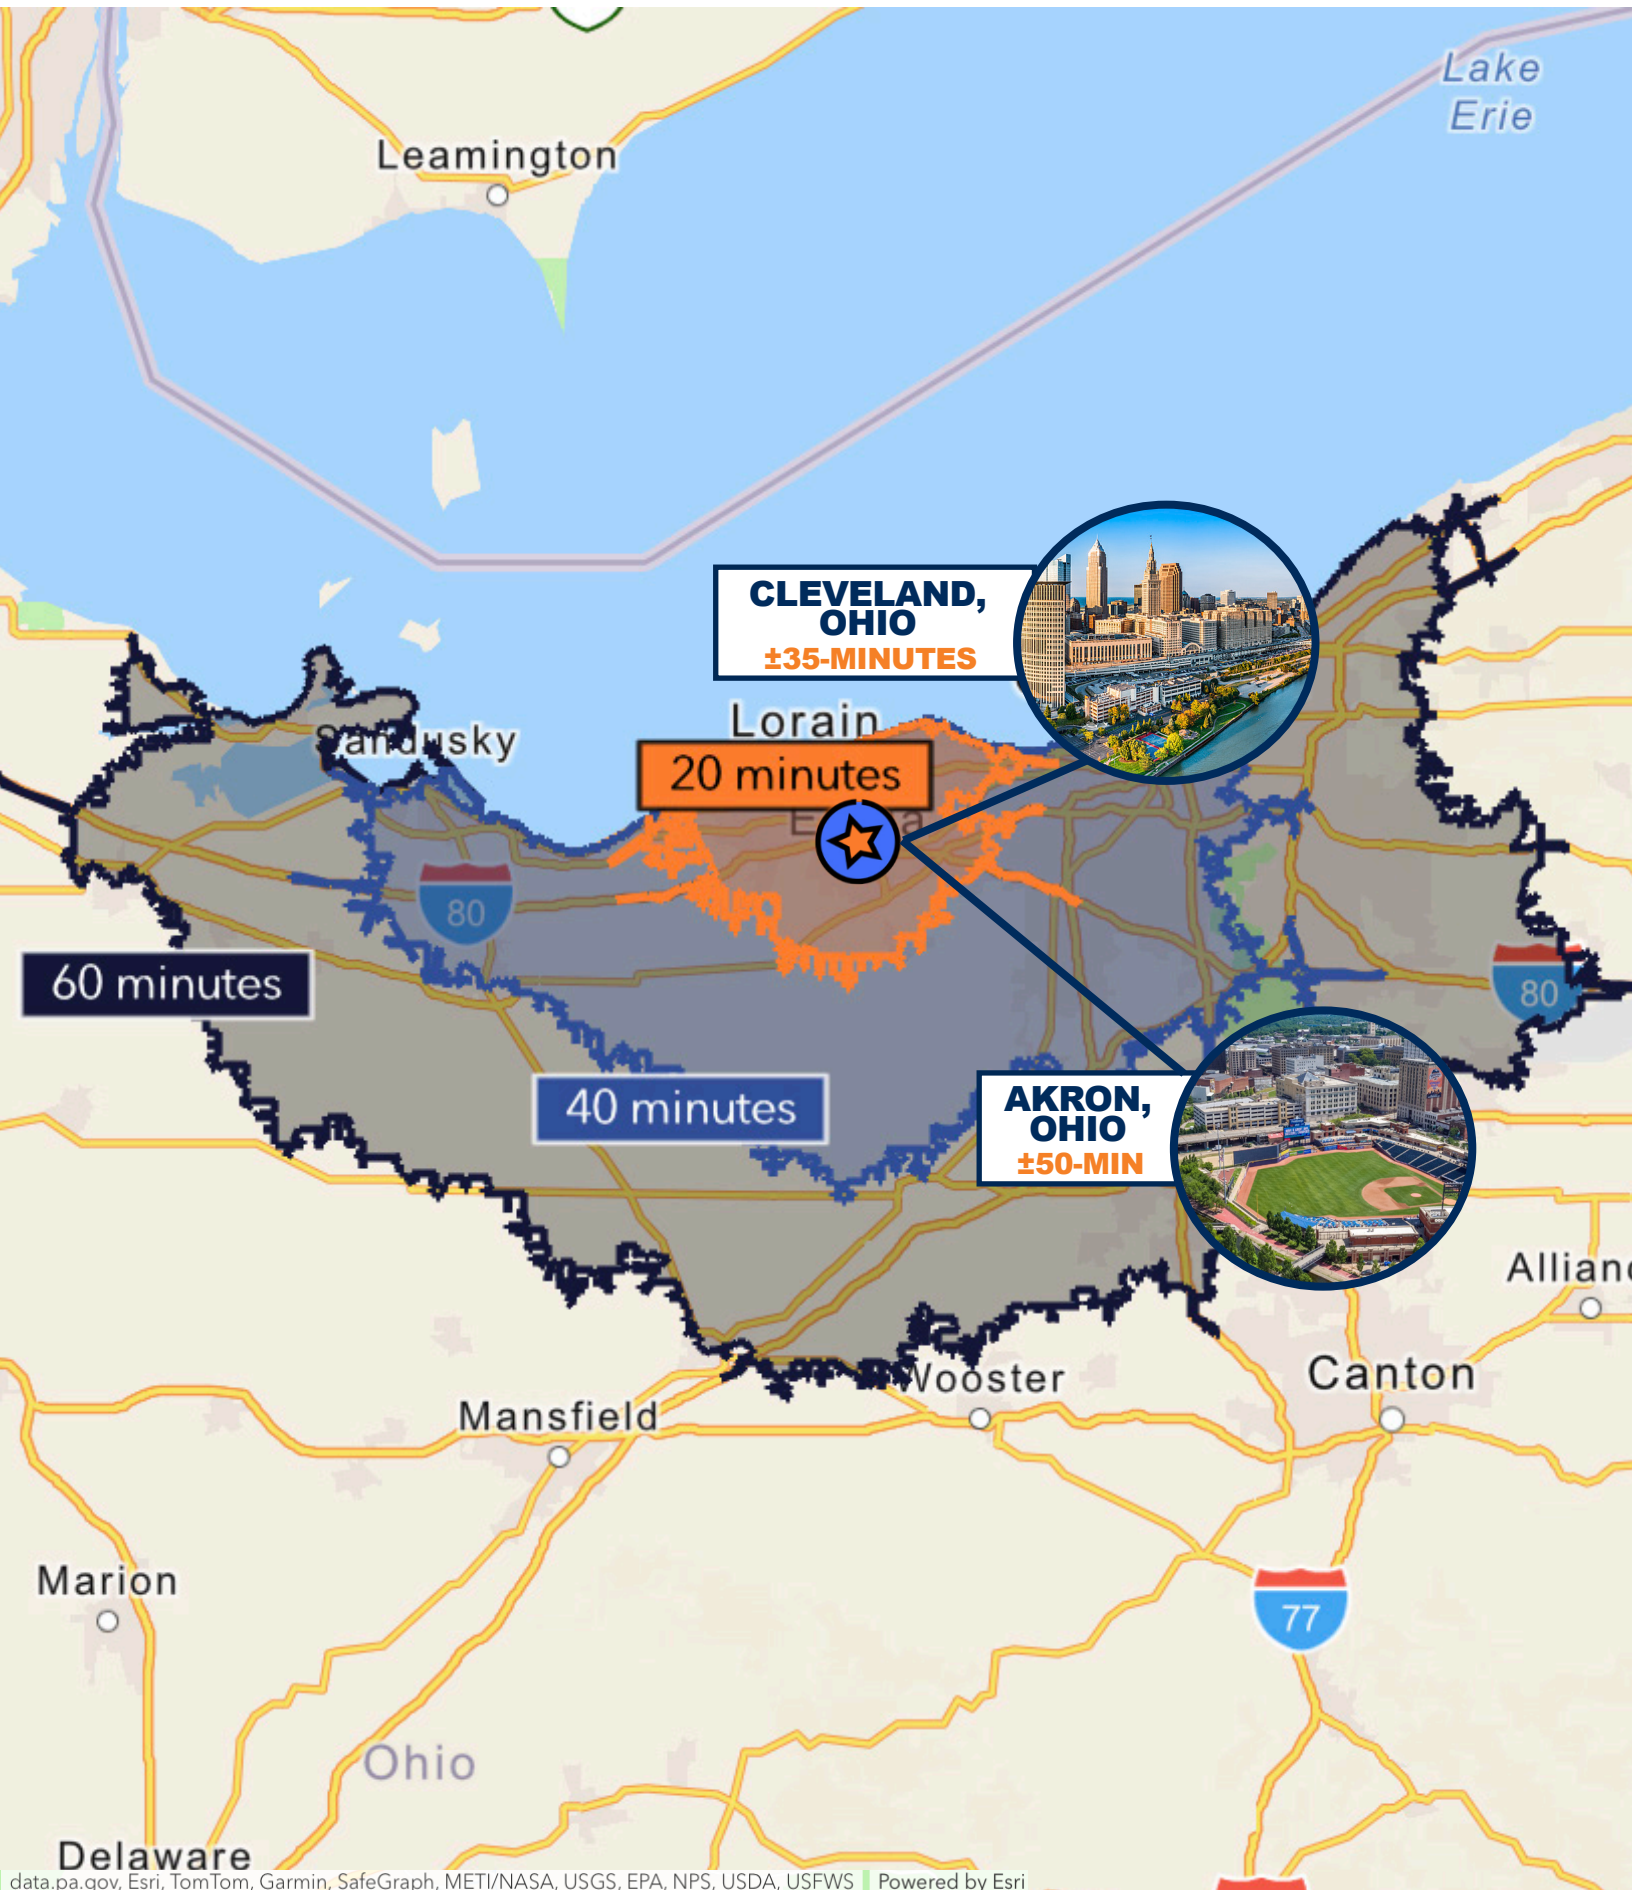 Lake
Erie
Leamington
CLEVELAND,
OHIO
±35-MINUTES
Lorain
Sandusky
20 minutes
80
60 minutes
80
40 minutes
AKRON,
OHIO
±50-MIN
Allianc
Canton
Wooster
Mansfield
Marion
77
Ohio
Delaware
data.pa.gov, Esri, TomTom, Garmin, SafeGraph, METI/NASA, USGS, EPA, NPS, USDA, USFWS
Powered by Esri